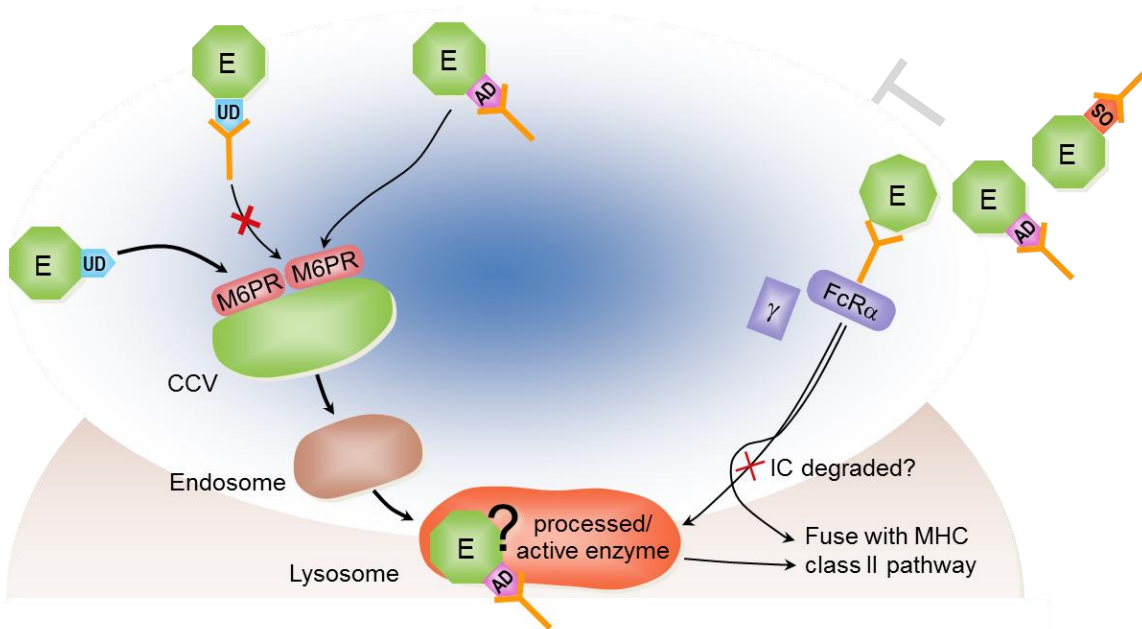 E
UD
E
AD
E
SO
E
E
AD
E
UD
M6PR
M6PR
γ
FcRα
CCV
Endosome
IC degraded?
Lysosome
E
?
AD
processed/
active enzyme
Fuse with MHC
class II pathway